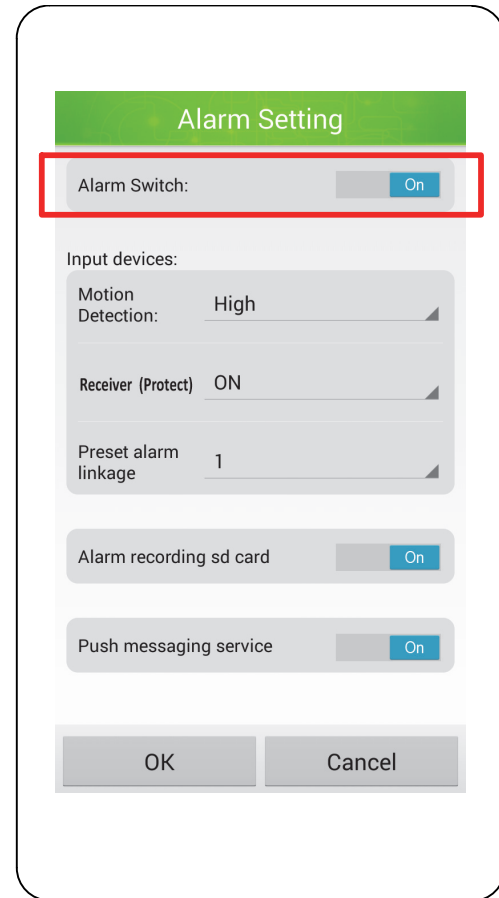 Alarm Setting
Alarm Switch: On
Input devices:
Motion
Detection: High
Receiver (Protect) ON
Preset alarm
linkage 1
Alarm recording sd card On
Push messaging service On
OK Cancel